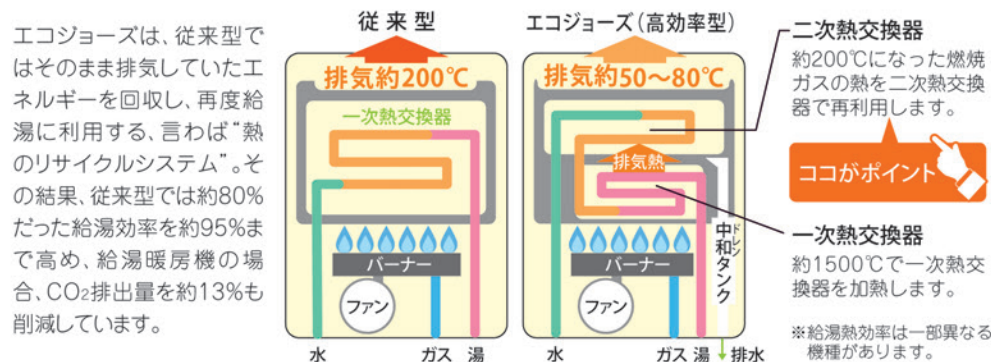 エコジョーズは、従来型で
はそのまま排気していたエ
ネルギーを回収し、再度給
湯に利用する、言わば“熱
のリサイクルシステム”。そ
の結果、従来型では約80%
だった給湯効率を約95%ま
で高め、給湯暖房機の場
合、CO₂排出量を約13%も
削減しています。
従来型
排気約200℃
一次熱交換器
バーナー
ファン
水
ガス
湯
エコジョーズ(高効率型)
排気約50〜80℃
排気熱
バーナー
ファン
ドレン
中和タンク
水
ガス
湯
排水
二次熱交換器
約200℃になった燃焼
ガスの熱を二次熱交換
器で再利用します。
ココがポイント
一次熱交換器
約1500℃で一次熱交
換器を加熱します。
※給湯熱効率は一部異なる
機種があります。